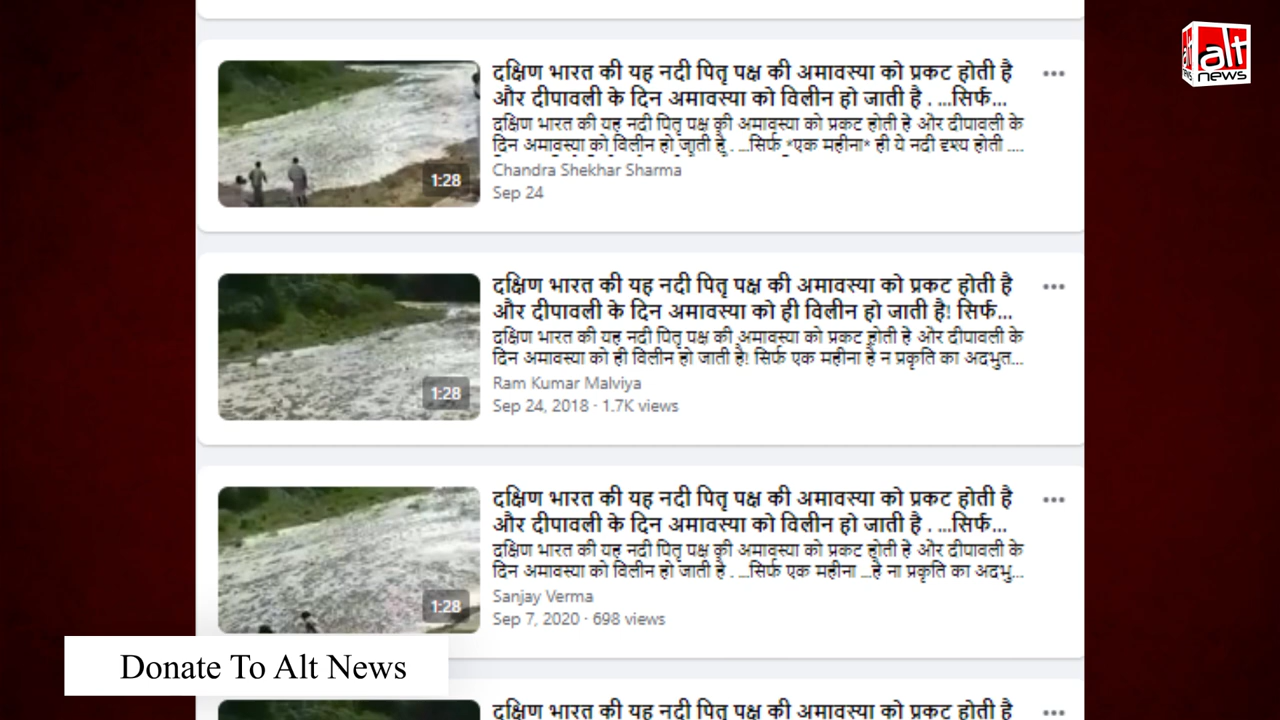 alt
news
दक्षिण भारत की यह नदी पितृ पक्ष की अमावस्या को प्रकट होती है
और दीपावली के दिन अमावस्या को विलीन हो जाती है . ...सिर्फ...
दक्षिण भारत की यह नदी पितृ पक्ष की अमावस्या को प्रकट होती हे ओर दीपावली के
दिन अमावस्या को विलीन हो जाती है . ...सिर्फ *एक महीना* ही ये नदी दृश्य होती ....
1:28
Chandra Shekhar Sharma
Sep 24
दक्षिण भारत की यह नदी पितृ पक्ष की अमावस्या को प्रकट होती है
और दीपावली के दिन अमावस्या को ही विलीन हो जाती है! सिर्फ...
दक्षिण भारत की यह नदी पितृ पक्ष की अमावस्या को प्रकट होती हे ओर दीपावली के
दिन अमावस्या को ही विलीन हो जाती है! सिर्फ एक महीना है न प्रकृति का अदभुत...
1:28
Ram Kumar Malviya
Sep 24, 2018 · 1.7K views
दक्षिण भारत की यह नदी पितृ पक्ष की अमावस्या को प्रकट होती है
और दीपावली के दिन अमावस्या को विलीन हो जाती है . ...सिर्फ...
दक्षिण भारत की यह नदी पितृ पक्ष की अमावस्या को प्रकट होती हे ओर दीपावली के
दिन अमावस्या को विलीन हो जाती है . ...सिर्फ एक महीना ...है ना प्रकृति का अदभु...
1:28
Sanjay Verma
Sep 7, 2020 · 698 views
Donate To Alt News
दक्षिण भारत की यह नदी पितृ पक्ष की अमावस्या को प्रकट होती है